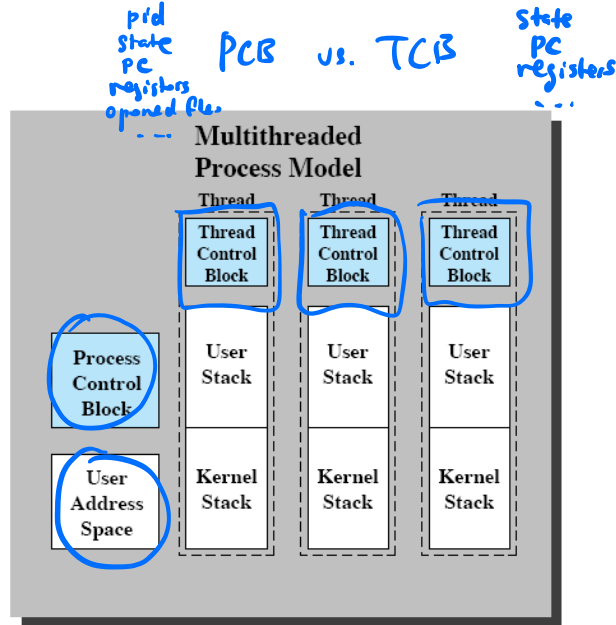 pid
state
PC
registers
opened file.
....
PCB vs. TCB
state
PC
registers
....
Multithreaded
Process Model
Thread
Thread
Control
Block
User
Stack
Kernel
Stack
Thread
Thread
Control
Block
User
Stack
Kernel
Stack
Thread
Thread
Control
Block
User
Stack
Kernel
Stack
Process
Control
Block
User
Address
Space